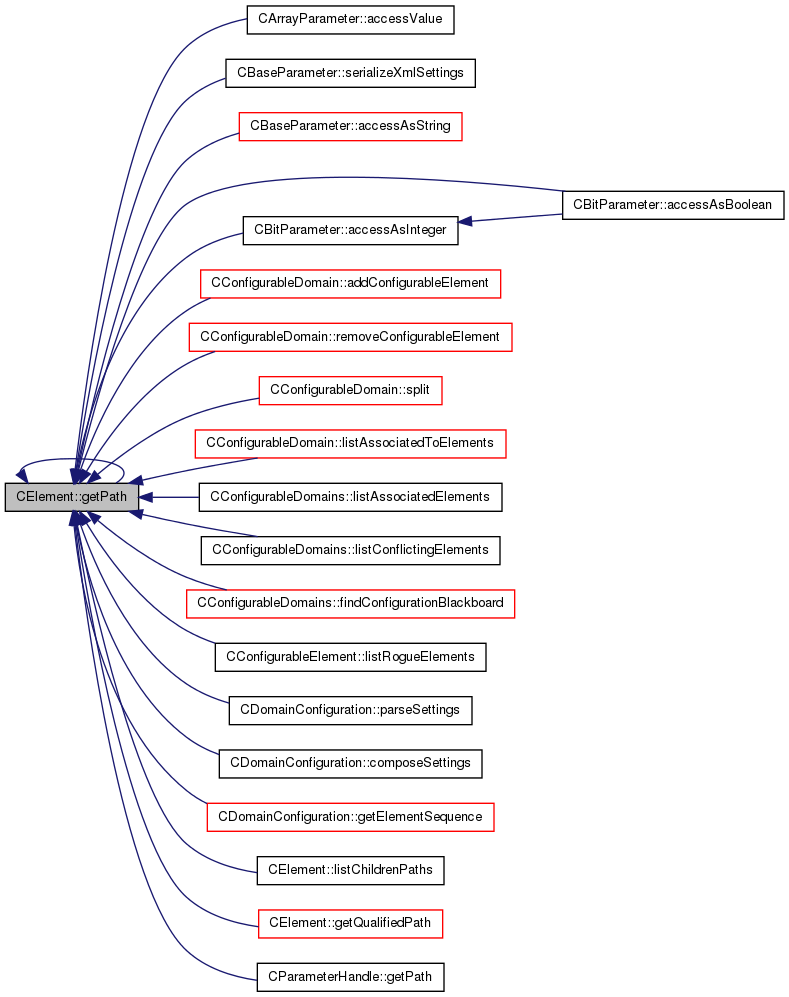 CArrayParameter::accessValue
CBaseParameter::serializeXmlSettings
CBaseParameter::accessAsString
CBitParameter::accessAsBoolean
CBitParameter::accessAsInteger
CConfigurableDomain::addConfigurableElement
CConfigurableDomain::removeConfigurableElement
CConfigurableDomain::split
CConfigurableDomain::listAssociatedToElements
CElement::getPath
CConfigurableDomains::listAssociatedElements
CConfigurableDomains::listConflictingElements
CConfigurableDomains::findConfigurationBlackboard
CConfigurableElement::listRogueElements
CDomainConfiguration::parseSettings
CDomainConfiguration::composeSettings
CDomainConfiguration::getElementSequence
CElement::listChildrenPaths
CElement::getQualifiedPath
CParameterHandle::getPath